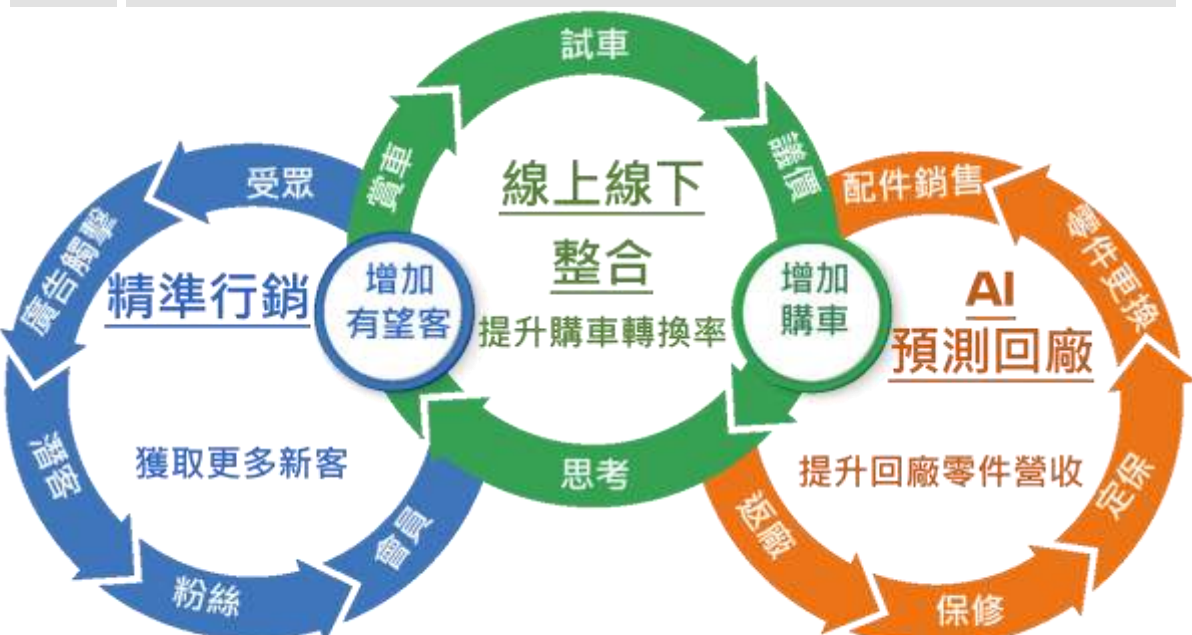 受眾
廣告觸擊
潛客
粉絲
會員
精準行銷
獲取更多新客
增加
有望客
賞車
試車
議價
思考
線上線下
整合
提升購車轉換率
增加
購車
返廠
保修
定保
零件更換
配件銷售
AI
預測回廠
提升回廠零件營收